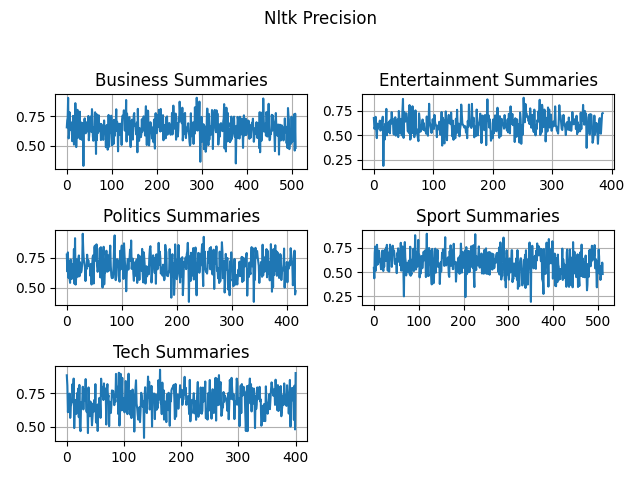 Nltk Precision
Business Summaries
0.75
0.50
0 100 200 300 400 500
Entertainment Summaries
0.75
0.50
0.25
0 100 200 300 400
Politics Summaries
0.75
0.50
0 100 200 300 400
Sport Summaries
0.75
0.50
0.25
0 100 200 300 400 500
Tech Summaries
0.75
0.50
0 100 200 300 400